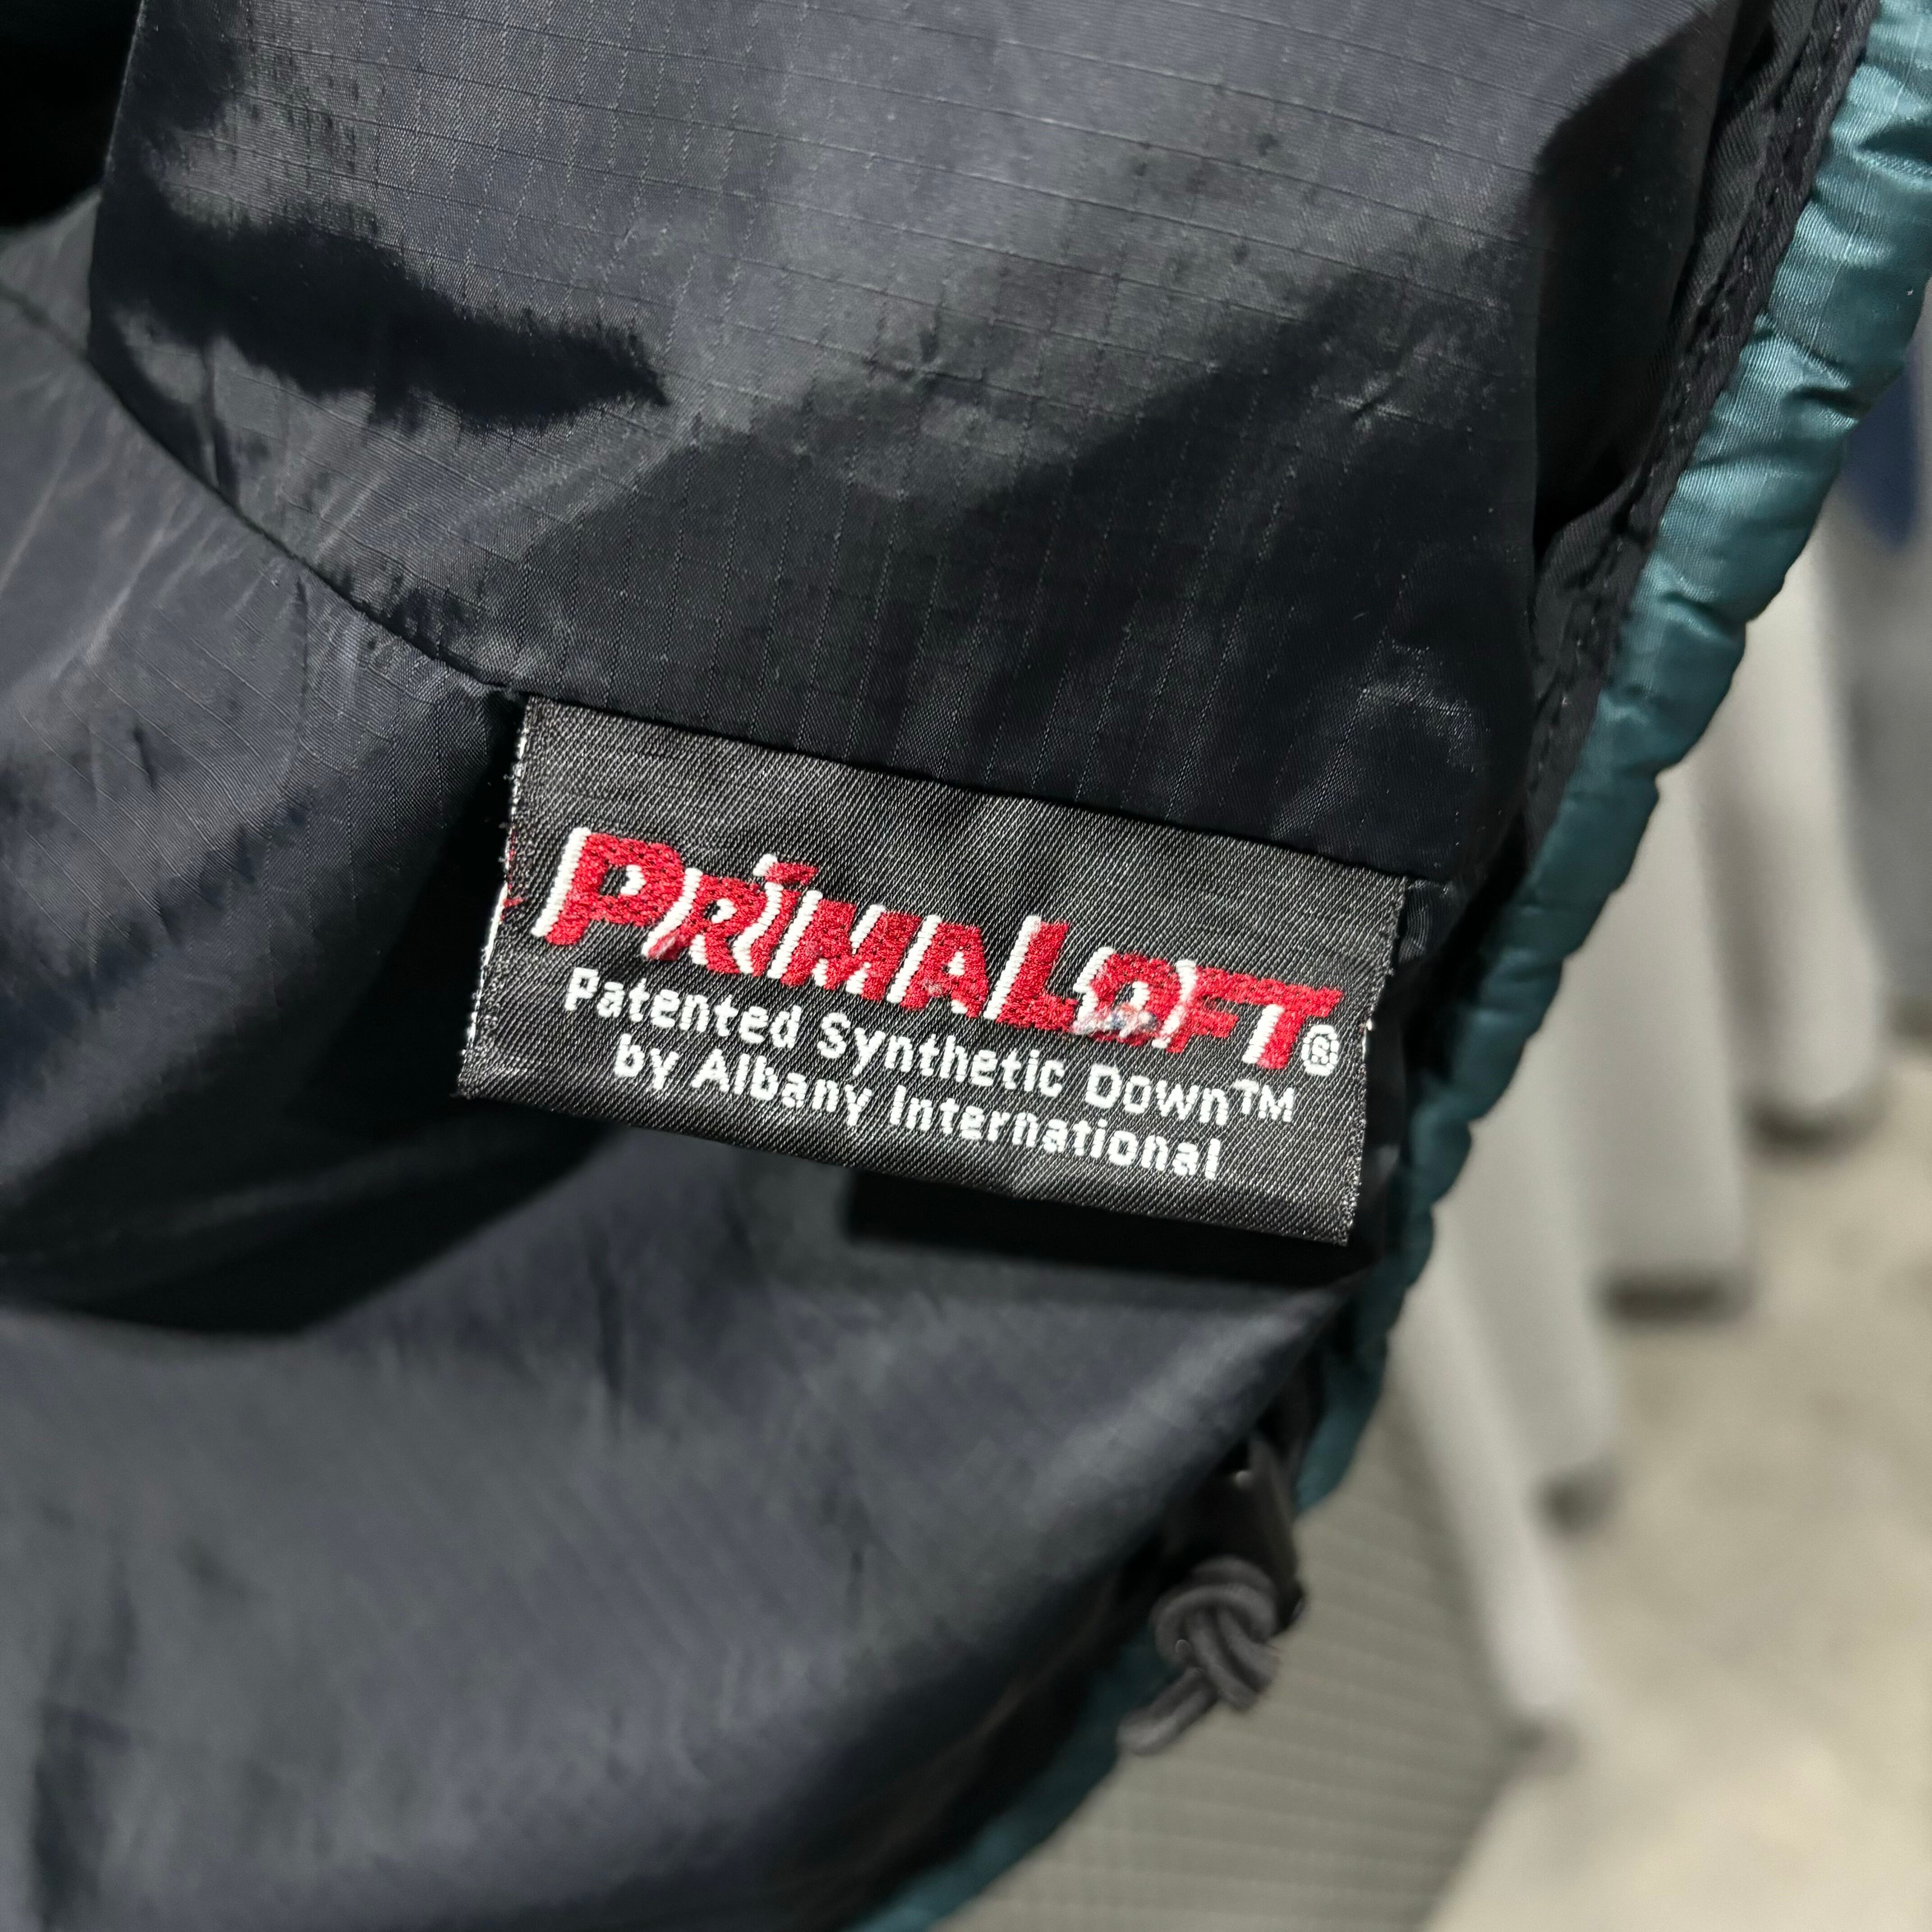 PRIMALOFT®
Patented Synthetic Down™
by Albany International